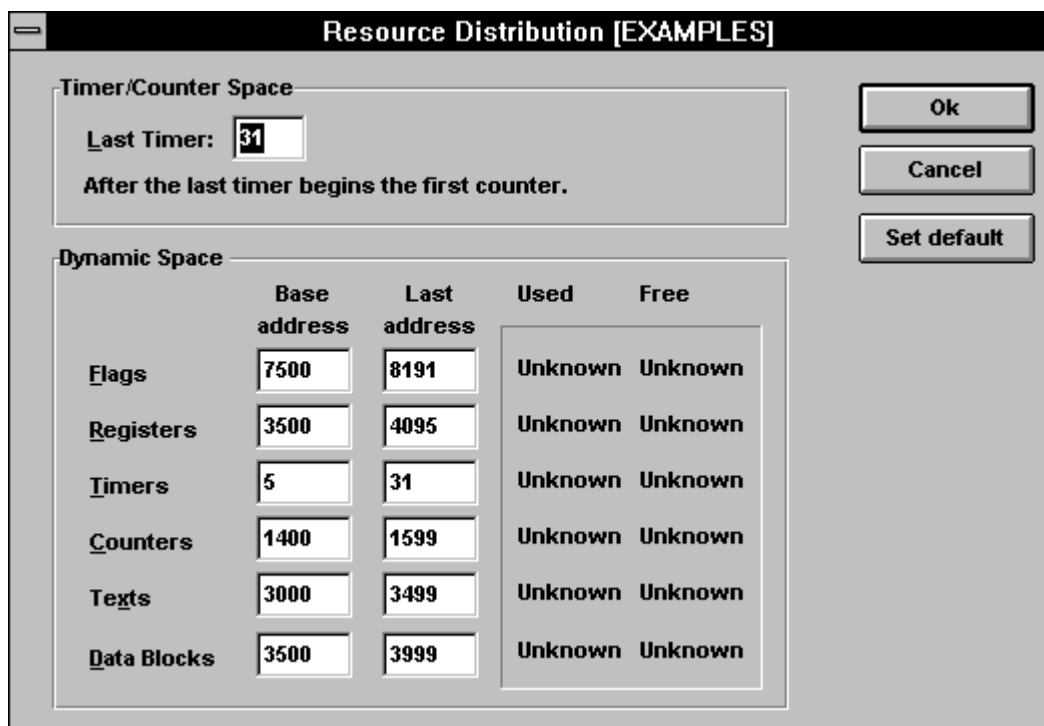 Resource Distribution [EXAMPLES]
Timer/Counter Space
Last Timer: 31
After the last timer begins the first counter.
Ok
Cancel
Set default
Dynamic Space
Base address Last address Used Free
Flags 7500 8191 Unknown Unknown
Registers 3500 4095 Unknown Unknown
Timers 5 31 Unknown Unknown
Counters 1400 1599 Unknown Unknown
Texts 3000 3499 Unknown Unknown
Data Blocks 3500 3999 Unknown Unknown